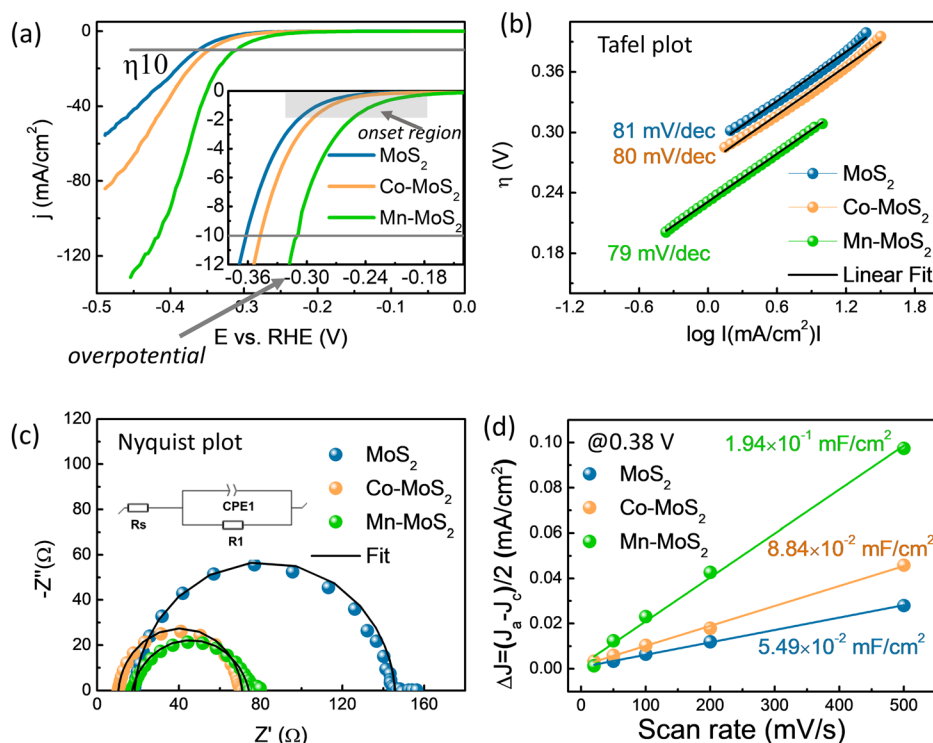 (a)
η10
onset region
MoS2
Co-MoS2
Mn-MoS2
0
-2
-4
-6
-8
-10
-12
-0.36
-0.30
-0.24
-0.18
0
-40
-80
-120
j (mA/cm2)
-0.5
-0.4
-0.3
-0.2
-0.1
0.0
E vs. RHE (V)
overpotential
(b)
Tafel plot
81 mV/dec
80 mV/dec
79 mV/dec
MoS2
Co-MoS2
Mn-MoS2
Linear Fit
0.36
0.30
0.24
0.18
η (V)
-1.2
-0.6
0.0
0.6
1.2
1.8
log I(mA/cm2)I
(c)
Nyquist plot
MoS2
Co-MoS2
Mn-MoS2
Fit
Rs
CPE1
R1
120
100
80
60
40
20
0
-Z''(Ω)
0
40
80
120
160
Z' (Ω)
(d)
@0.38 V
MoS2
Co-MoS2
Mn-MoS2
1.94×10-1 mF/cm2
8.84×10-2 mF/cm2
5.49×10-2 mF/cm2
0.10
0.08
0.06
0.04
0.02
0.00
ΔJ=(Ja-Jc)/2 (mA/cm2)
0
100
200
300
400
500
Scan rate (mV/s)